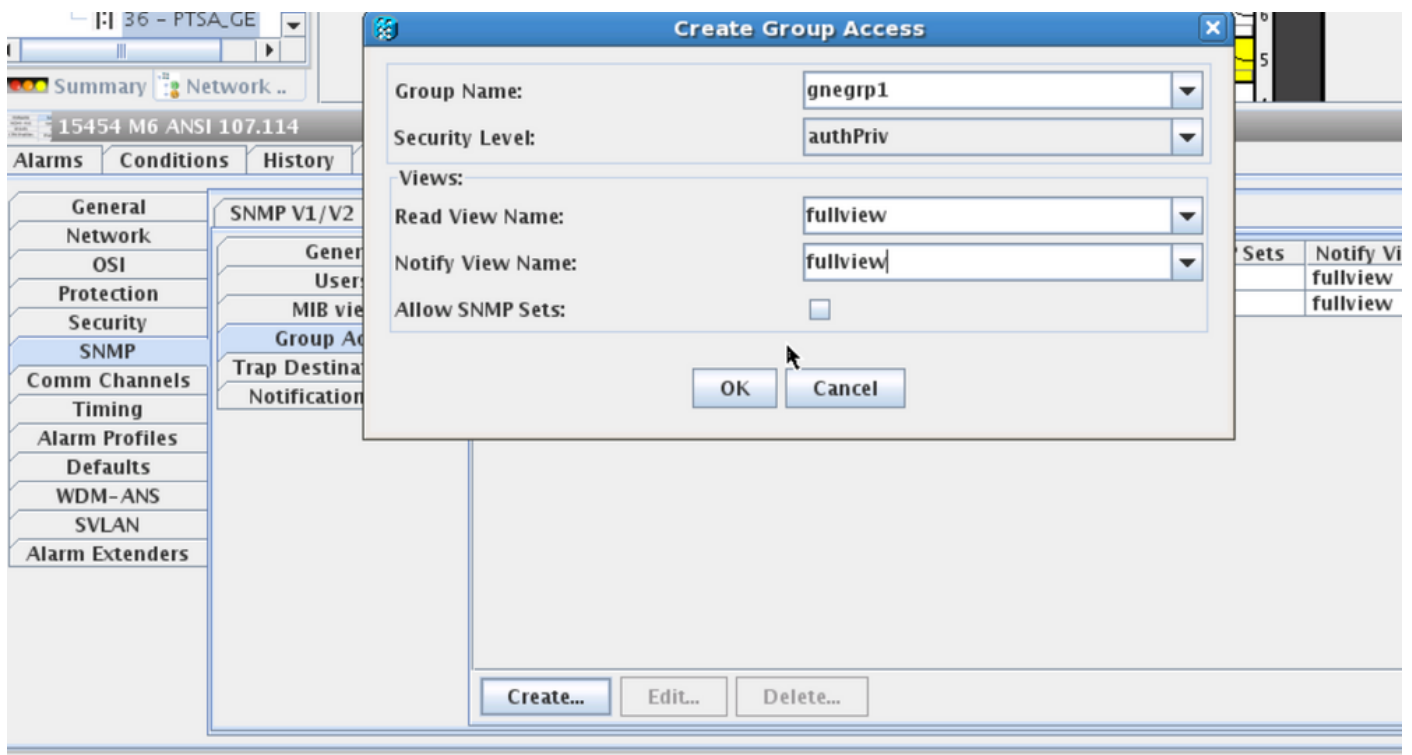 36 - PTSA_GE
Summary
Network ..
15454 M6 ANSI 107.114
Alarms
Conditions
History
General
Network
OSI
Protection
Security
SNMP
Comm Channels
Timing
Alarm Profiles
Defaults
WDM-ANS
SVLAN
Alarm Extenders
SNMP V1/V2
Gener
User
MIB vie
Group Ac
Trap Destina
Notification
Create Group Access
Group Name:
gnegrp1
Security Level:
authPriv
Views:
Read View Name:
fullview
Notify View Name:
fullview
Allow SNMP Sets:
OK
Cancel
6
5
Sets
Notify Vi
fullview
fullview
Create...
Edit...
Delete...